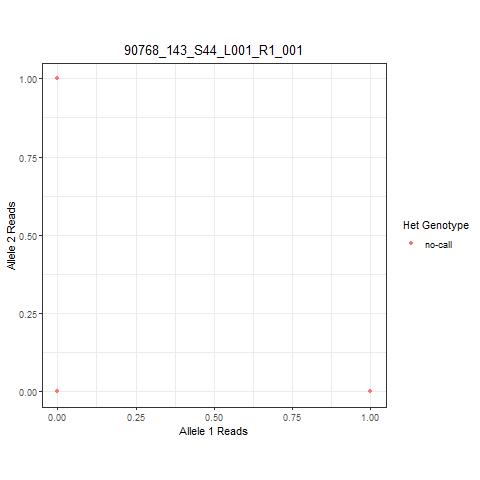 90768_143_S44_L001_R1_001
1.00
0.75
0.50
0.25
0.00
Allele 2 Reads
0.00 0.25 0.50 0.75 1.00
Allele 1 Reads
Het Genotype
no-call